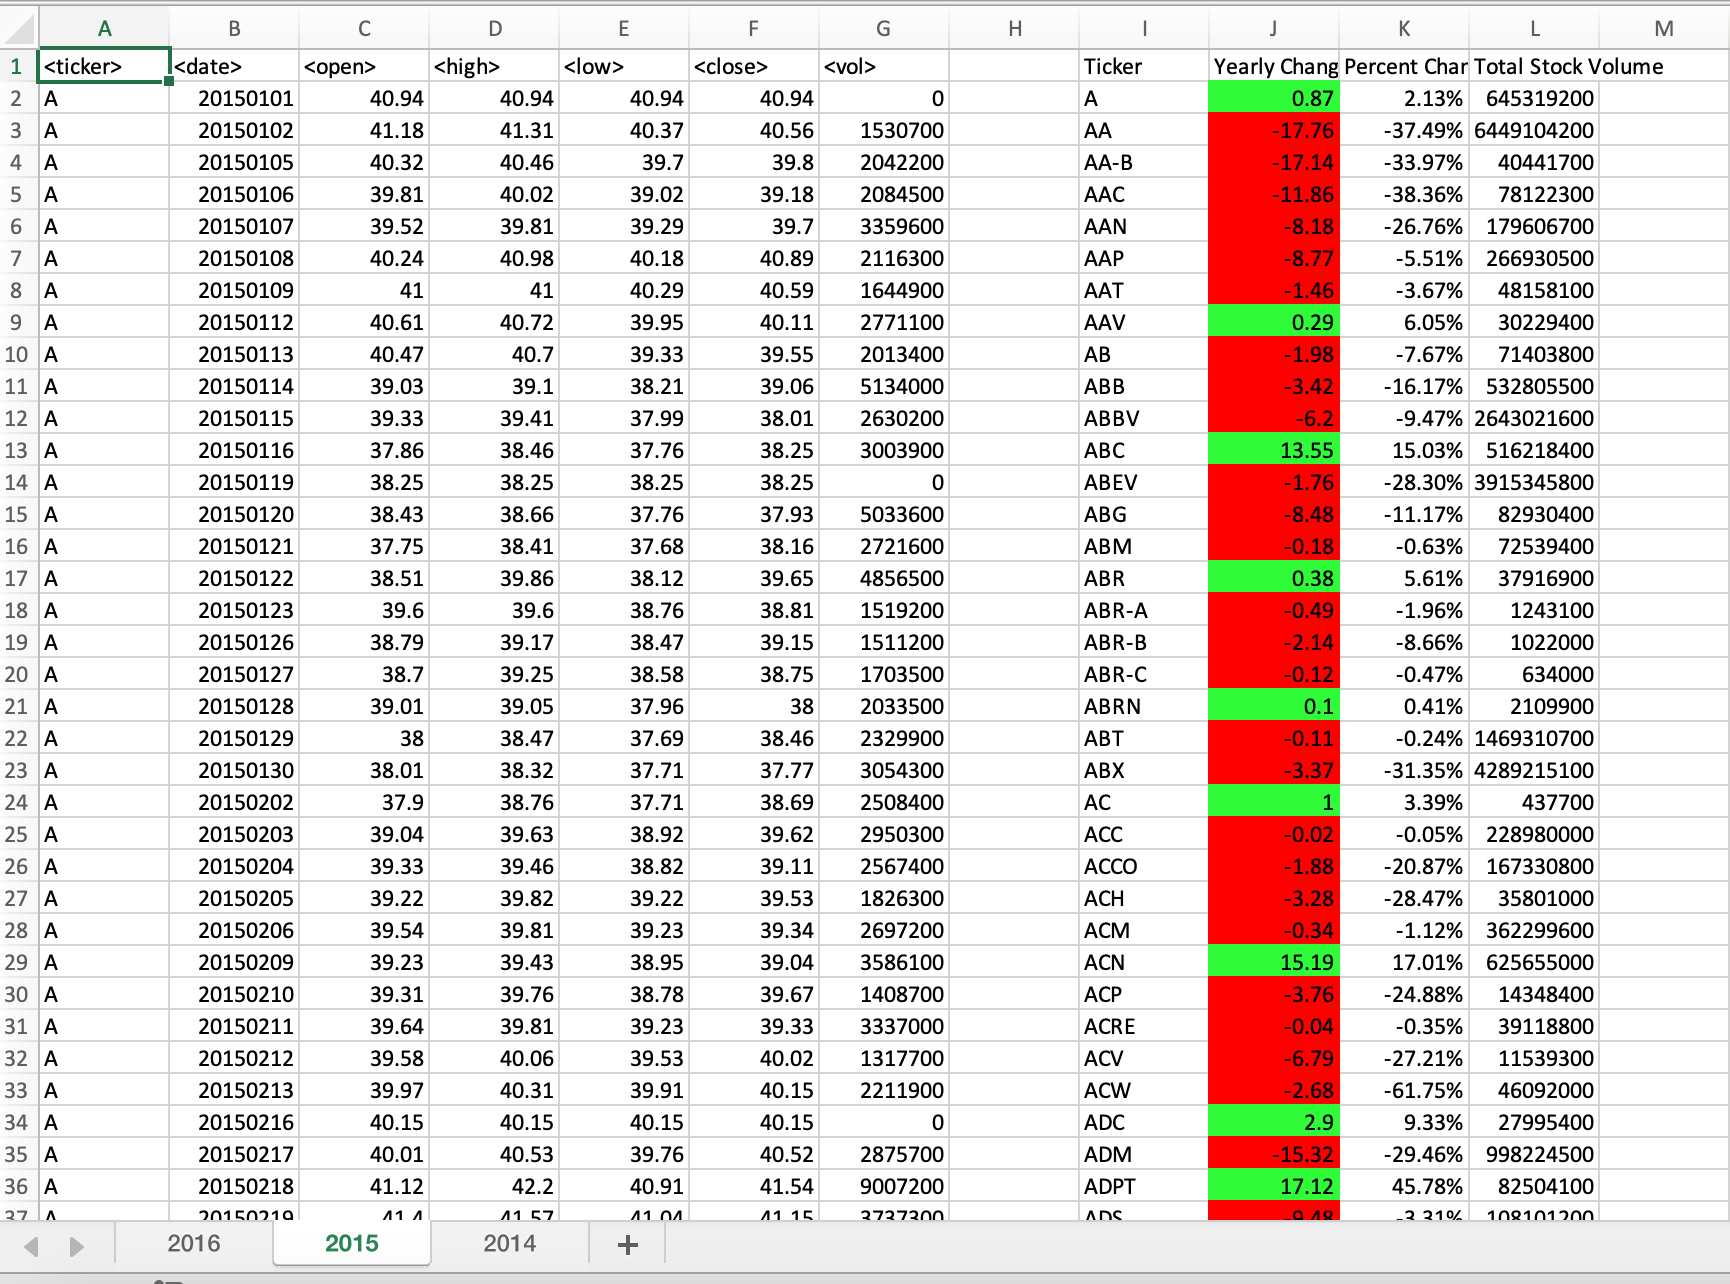 A B C D E F G H I J K L M
1 <ticker> <date> <open> <high> <low> <close> <vol> Ticker Yearly Chang Percent Char Total Stock Volume
2 A 20150101 40.94 40.94 40.94 40.94 0 A 0.87 2.13% 645319200
3 A 20150102 41.18 41.31 40.37 40.56 1530700 AA -17.76 -37.49% 6449104200
4 A 20150105 40.32 40.46 39.7 39.8 2042200 AA-B -17.14 -33.97% 40441700
5 A 20150106 39.81 40.02 39.02 39.18 2084500 AAC -11.86 -38.36% 78122300
6 A 20150107 39.52 39.81 39.29 39.7 3359600 AAN -8.18 -26.76% 179606700
7 A 20150108 40.24 40.98 40.18 40.89 2116300 AAP -8.77 -5.51% 266930500
8 A 20150109 41 41 40.29 40.59 1644900 AAT -1.46 -3.67% 48158100
9 A 20150112 40.61 40.72 39.95 40.11 2771100 AAV 0.29 6.05% 30229400
10 A 20150113 40.47 40.7 39.33 39.55 2013400 AB -1.98 -7.67% 71403800
11 A 20150114 39.03 39.1 38.21 39.06 5134000 ABB -3.42 -16.17% 532805500
12 A 20150115 39.33 39.41 37.99 38.01 2630200 ABBV -6.2 -9.47% 2643021600
13 A 20150116 37.86 38.46 37.76 38.25 3003900 ABC 13.55 15.03% 516218400
14 A 20150119 38.25 38.25 38.25 38.25 0 ABEV -1.76 -28.30% 3915345800
15 A 20150120 38.43 38.66 37.76 37.93 5033600 ABG -8.48 -11.17% 82930400
16 A 20150121 37.75 38.41 37.68 38.16 2721600 ABM -0.18 -0.63% 72539400
17 A 20150122 38.51 39.86 38.12 39.65 4856500 ABR 0.38 5.61% 37916900
18 A 20150123 39.6 39.6 38.76 38.81 1519200 ABR-A -0.49 -1.96% 1243100
19 A 20150126 38.79 39.17 38.47 39.15 1511200 ABR-B -2.14 -8.66% 1022000
20 A 20150127 38.7 39.25 38.58 38.75 1703500 ABR-C -0.12 -0.47% 634000
21 A 20150128 39.01 39.05 37.96 38 2033500 ABRN 0.1 0.41% 2109900
22 A 20150129 38 38.47 37.69 38.46 2329900 ABT -0.11 -0.24% 1469310700
23 A 20150130 38.01 38.32 37.71 37.77 3054300 ABX -3.37 -31.35% 4289215100
24 A 20150202 37.9 38.76 37.71 38.69 2508400 AC 1 3.39% 437700
25 A 20150203 39.04 39.63 38.92 39.62 2950300 ACC -0.02 -0.05% 228980000
26 A 20150204 39.33 39.46 38.82 39.11 2567400 ACCO -1.88 -20.87% 167330800
27 A 20150205 39.22 39.82 39.22 39.53 1826300 ACH -3.28 -28.47% 35801000
28 A 20150206 39.54 39.81 39.23 39.34 2697200 ACM -0.34 -1.12% 362299600
29 A 20150209 39.23 39.43 38.95 39.04 3586100 ACN 15.19 17.01% 625655000
30 A 20150210 39.31 39.76 38.78 39.67 1408700 ACP -3.76 -24.88% 14348400
31 A 20150211 39.64 39.81 39.23 39.33 3337000 ACRE -0.04 -0.35% 39118800
32 A 20150212 39.58 40.06 39.53 40.02 1317700 ACV -6.79 -27.21% 11539300
33 A 20150213 39.97 40.31 39.91 40.15 2211900 ACW -2.68 -61.75% 46092000
34 A 20150216 40.15 40.15 40.15 40.15 0 ADC 2.9 9.33% 27995400
35 A 20150217 40.01 40.53 39.76 40.52 2875700 ADM -15.32 -29.46% 998224500
36 A 20150218 41.12 42.2 40.91 41.54 9007200 ADPT 17.12 45.78% 82504100
37 A 20150219 41.4 41.57 41.04 41.15 3737300 ADS -9.48 -3.31% 108101200
2016 2015 2014 +